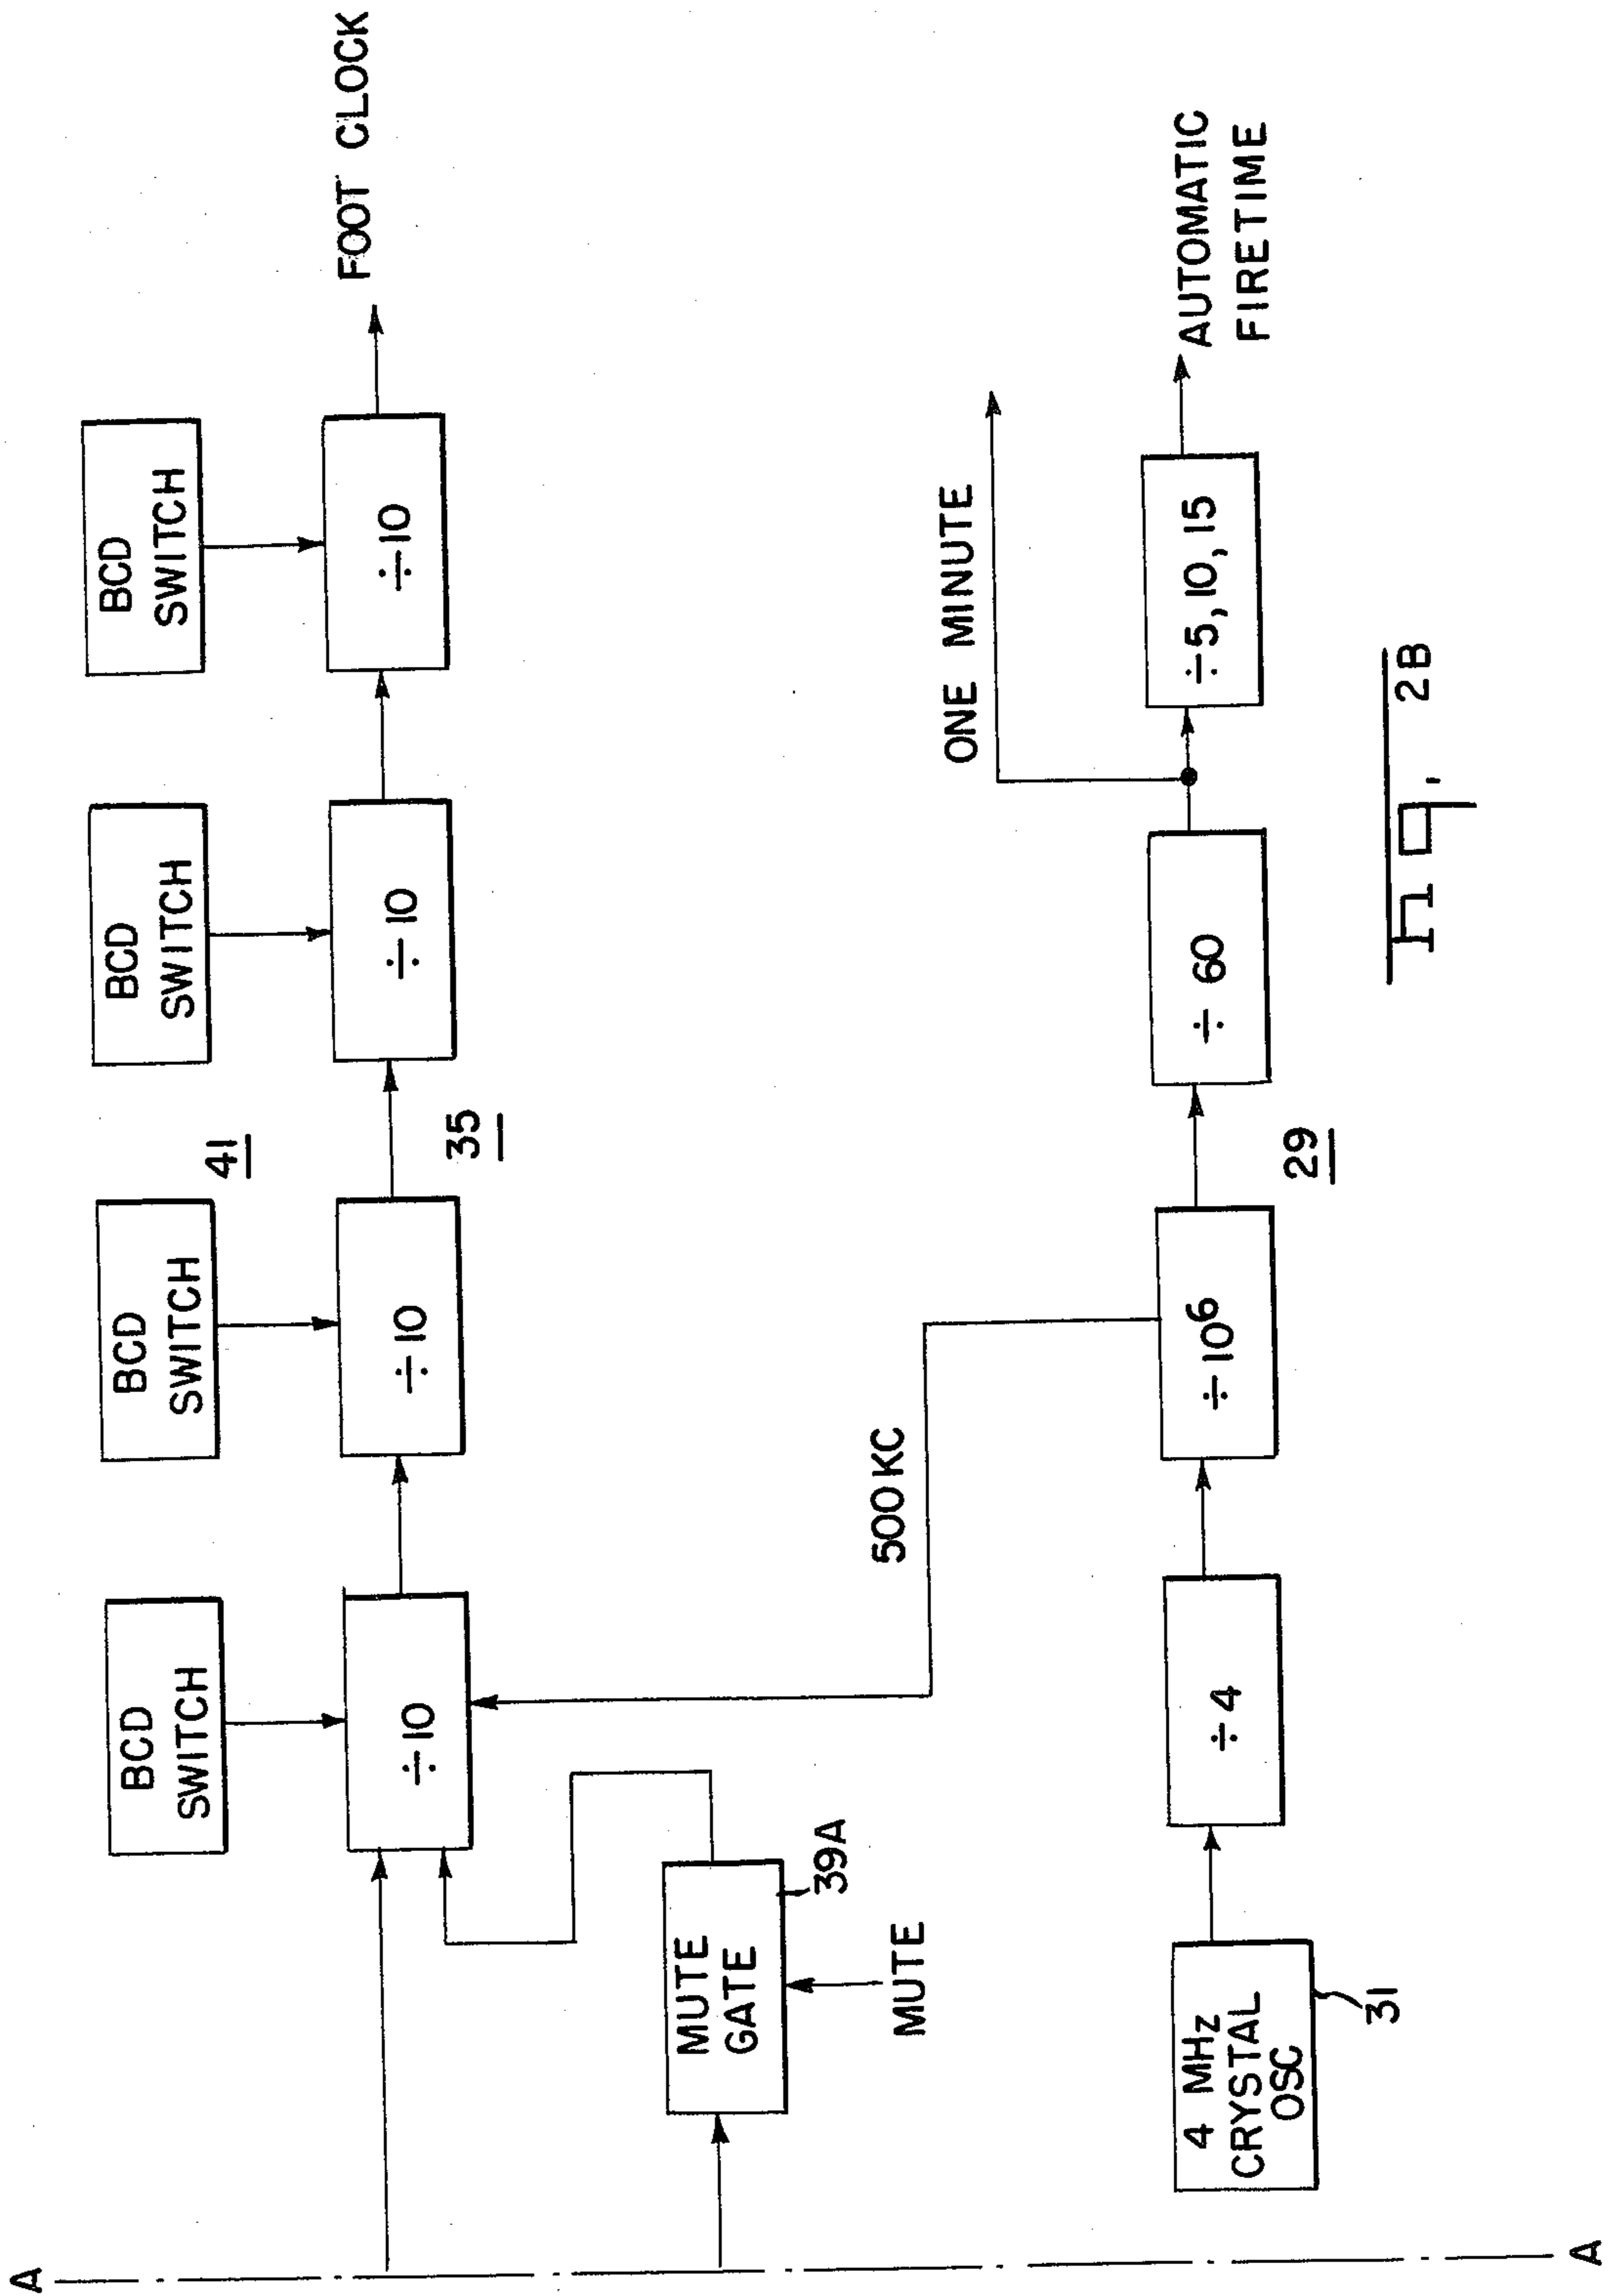 A
BCD
SWITCH
BCD
SWITCH
41
BCD
SWITCH
BCD
SWITCH
÷10
÷10
35
÷10
÷10
FOOT CLOCK
MUTE
GATE
39A
MUTE
500KC
ONE MINUTE
4 MHz
CRYSTAL
OSC
31
÷4
÷10⁶
29
÷ 60
÷5, 10, 15
AUTOMATIC
FIRETIME
Fig. 2B
A